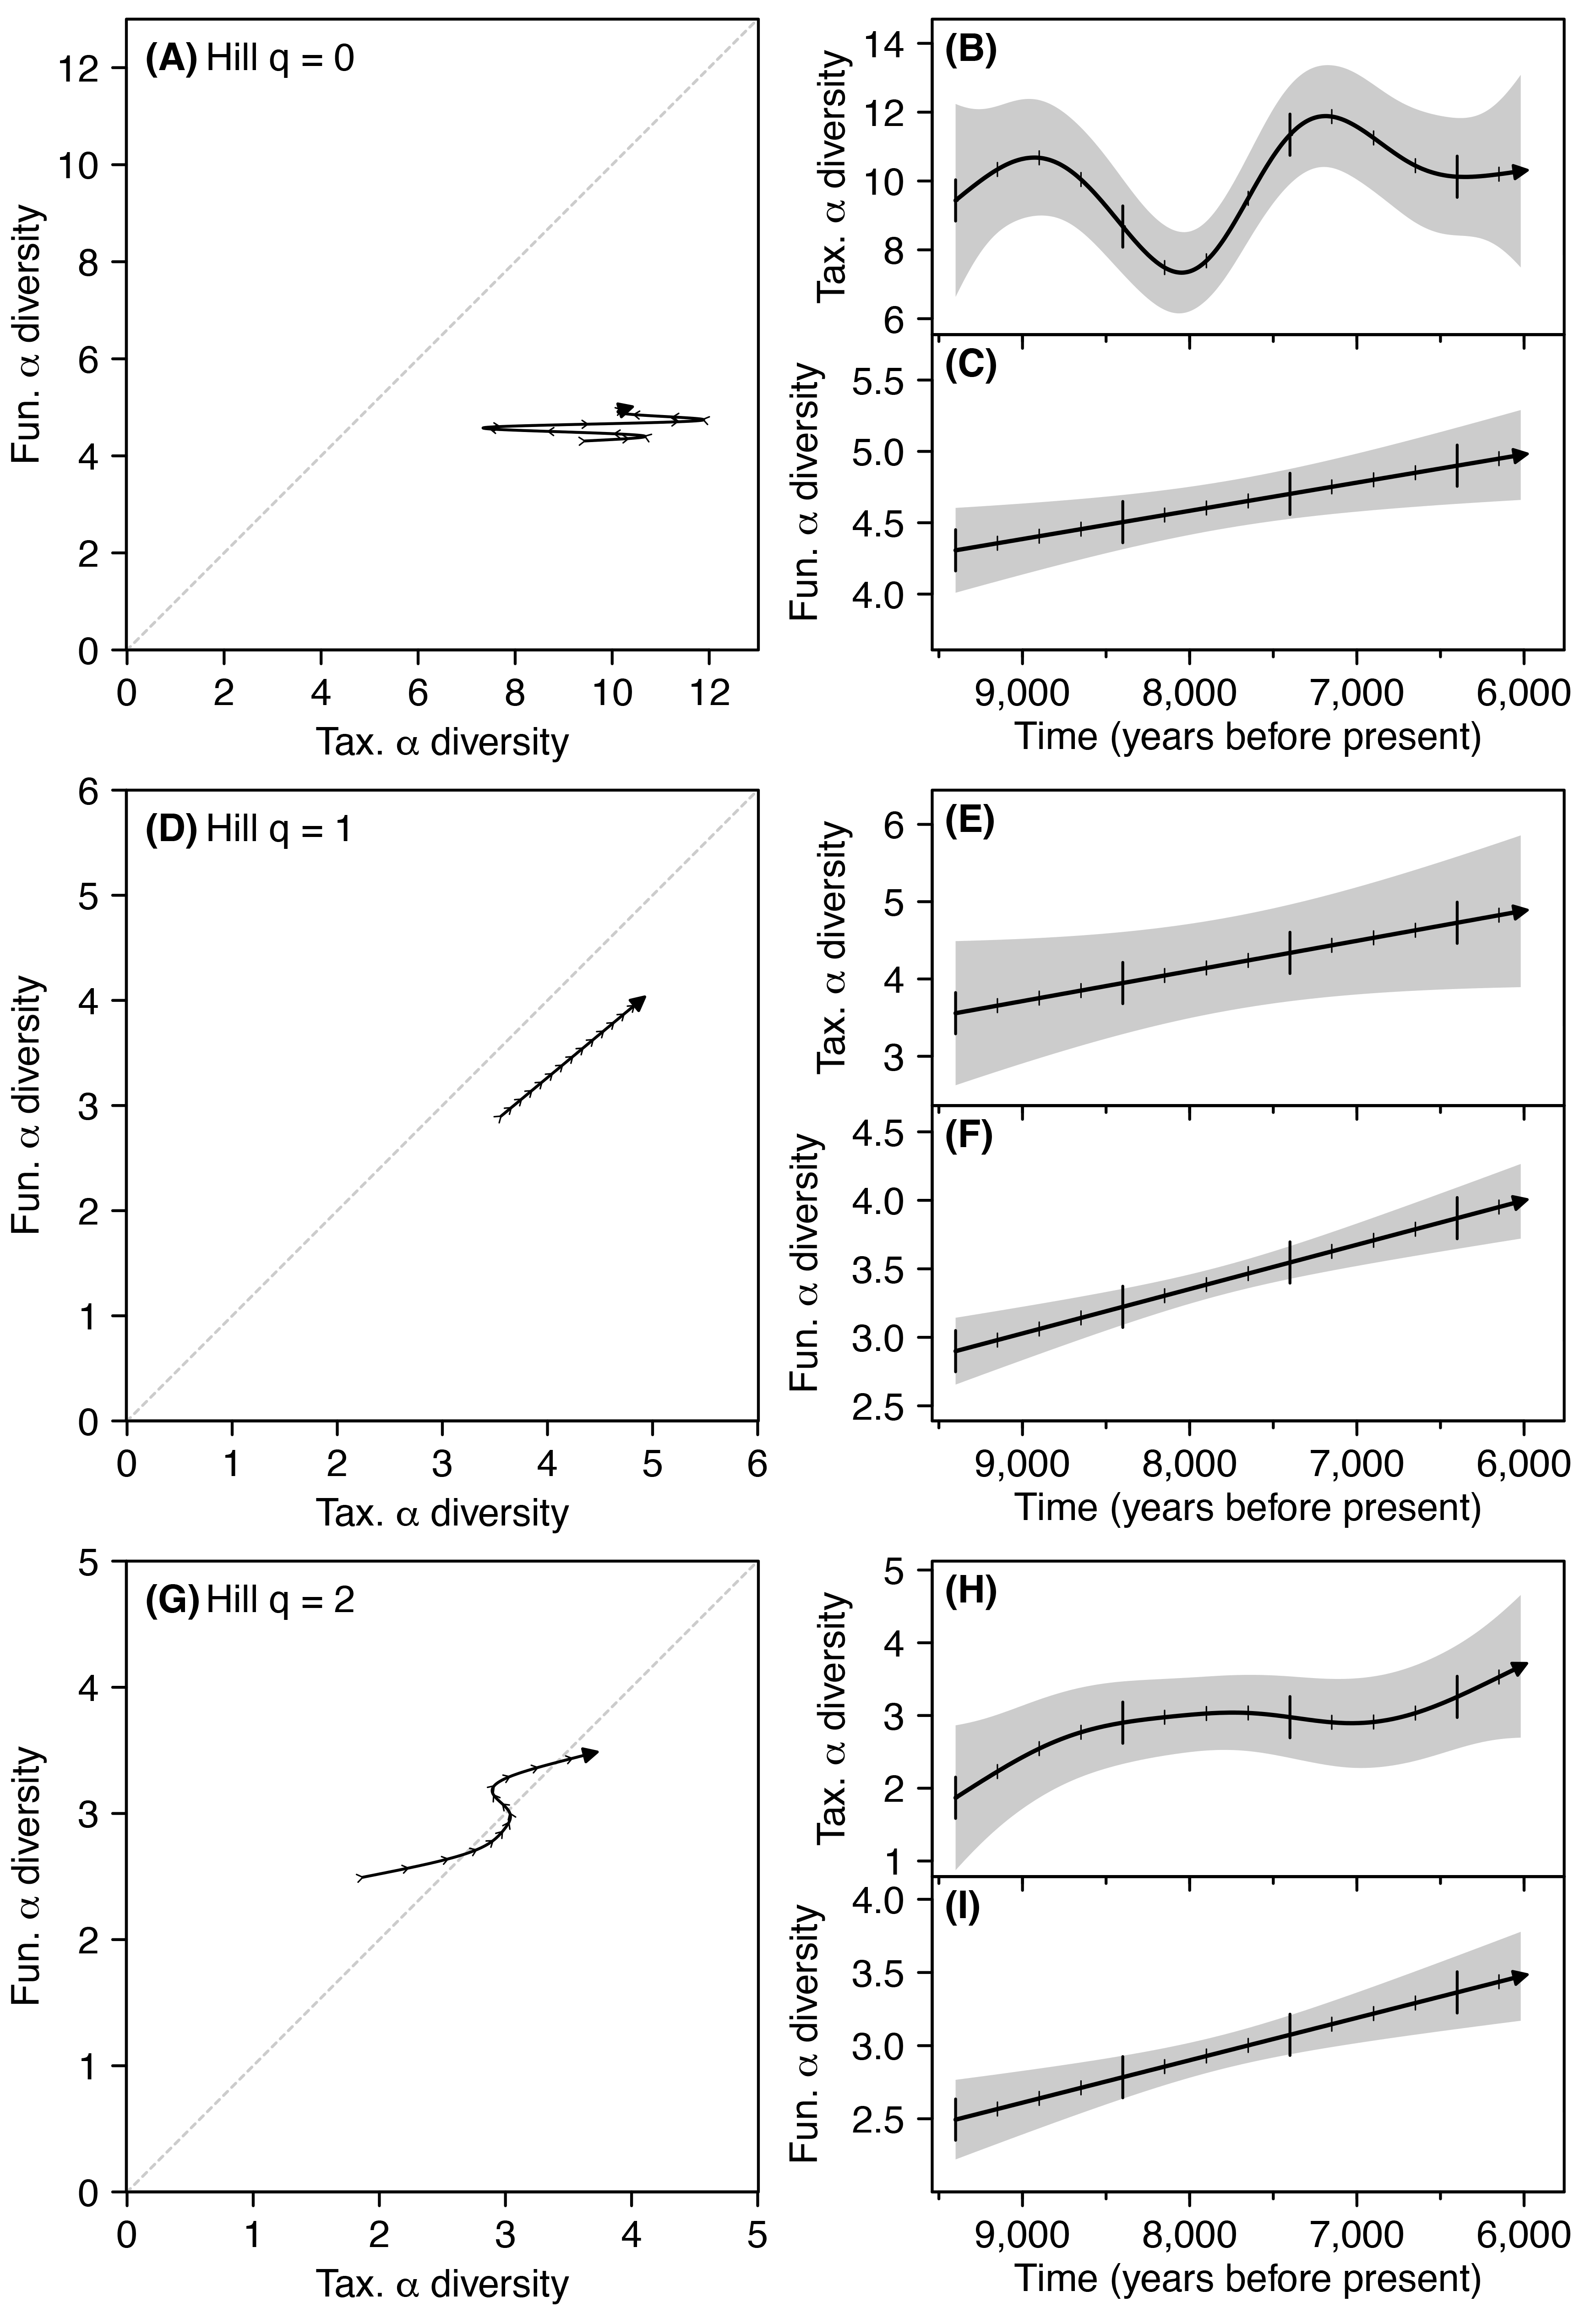 (A) Hill q = 0
Fun. α diversity
12
10
8
6
4
2
0
0 2 4 6 8 10 12
Tax. α diversity
(B)
Tax. α diversity
14
12
10
8
6
(C)
Fun. α diversity
5.5
5.0
4.5
4.0
9,000 8,000 7,000 6,000
Time (years before present)
(D) Hill q = 1
Fun. α diversity
6
5
4
3
2
1
0
0 1 2 3 4 5 6
Tax. α diversity
(E)
Tax. α diversity
6
5
4
3
(F)
Fun. α diversity
4.5
4.0
3.5
3.0
2.5
9,000 8,000 7,000 6,000
Time (years before present)
(G) Hill q = 2
Fun. α diversity
5
4
3
2
1
0
0 1 2 3 4 5
Tax. α diversity
(H)
Tax. α diversity
5
4
3
2
1
(I)
Fun. α diversity
4.0
3.5
3.0
2.5
9,000 8,000 7,000 6,000
Time (years before present)